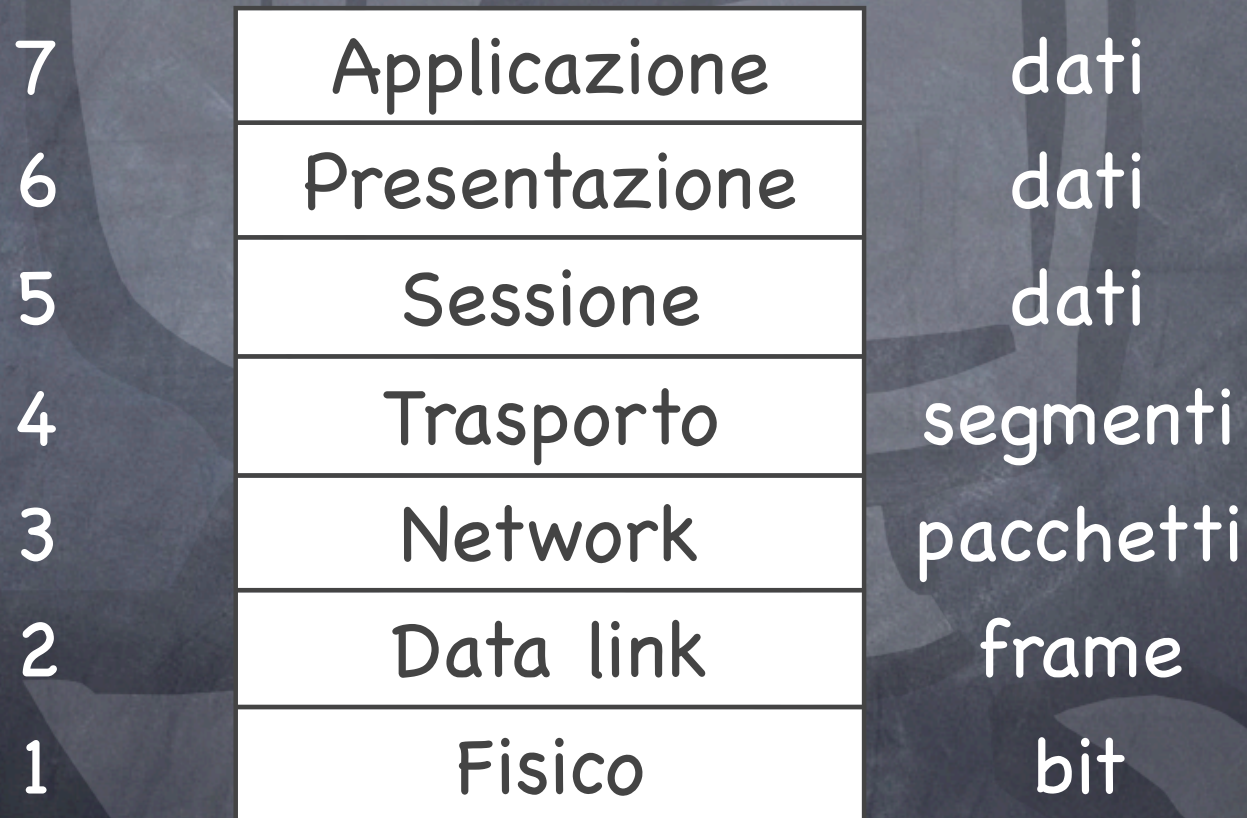 7 Applicazione dati
6 Presentazione dati
5 Sessione dati
4 Trasporto segmenti
3 Network pacchetti
2 Data link frame
1 Fisico bit